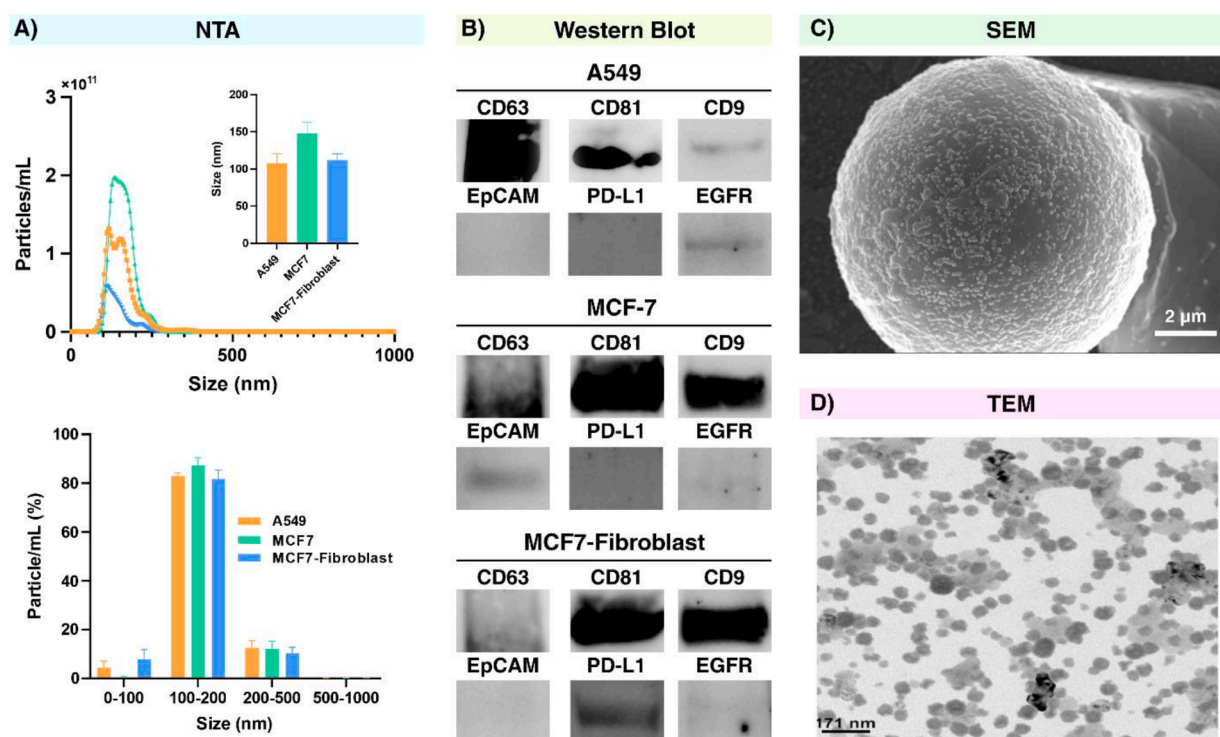 A) NTA
×10¹¹
3
2
1
0
Particles/mL
0 500 1000
Size (nm)
200
150
100
50
0
Size (nm)
A549
MCF7
MCF7-Fibroblast
100
80
60
40
20
0
Particle/mL (%)
A549
MCF7
MCF7-Fibroblast
0-100 100-200 200-500 500-1000
Size (nm)
B) Western Blot
A549
CD63 CD81 CD9
EpCAM PD-L1 EGFR
MCF-7
CD63 CD81 CD9
EpCAM PD-L1 EGFR
MCF7-Fibroblast
CD63 CD81 CD9
EpCAM PD-L1 EGFR
C) SEM
2 µm
D) TEM
171 nm